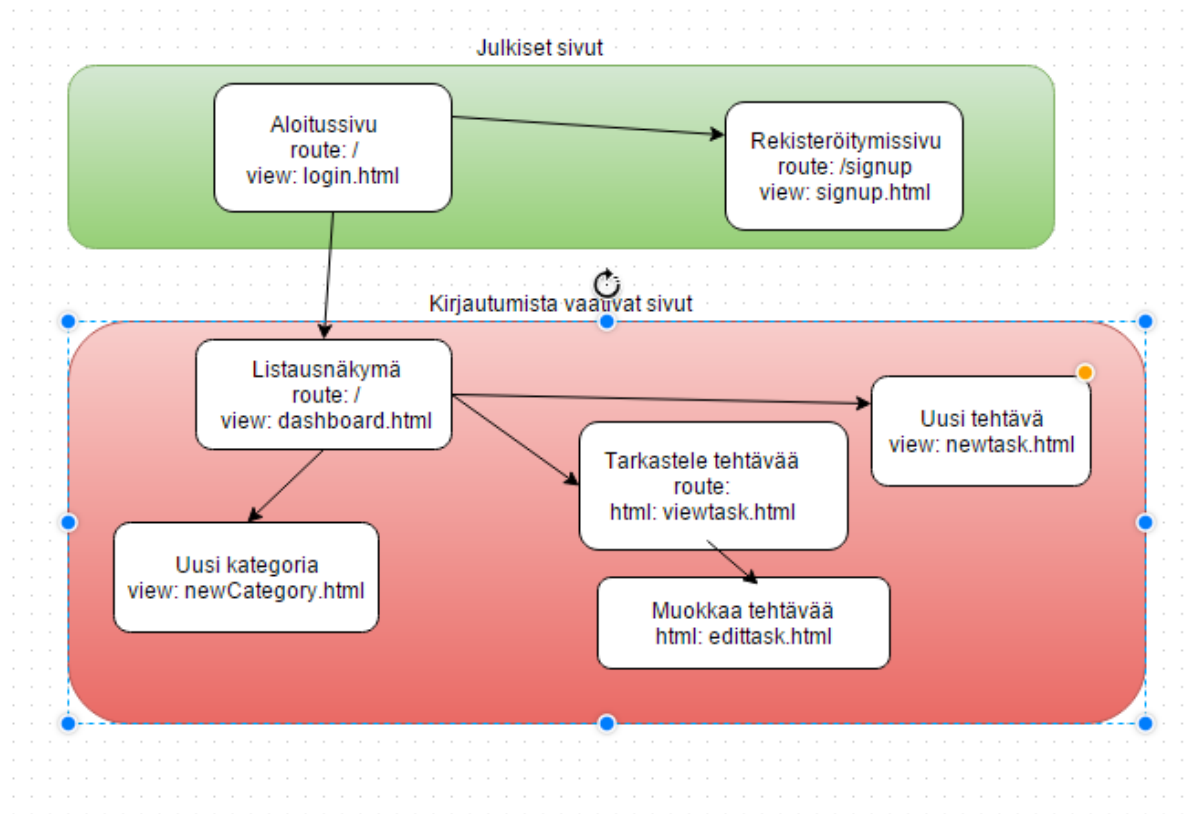 Julkiset sivut
Aloitussivu
route: /
view: login.html
Rekisteröitymissivu
route: /signup
view: signup.html
Kirjautumista vaativat sivut
Listausnäkymä
route: /
view: dashboard.html
Uusi tehtävä
view: newtask.html
Tarkastele tehtävää
route:
html: viewtask.html
Uusi kategoria
view: newCategory.html
Muokkaa tehtävää
html: edittask.html